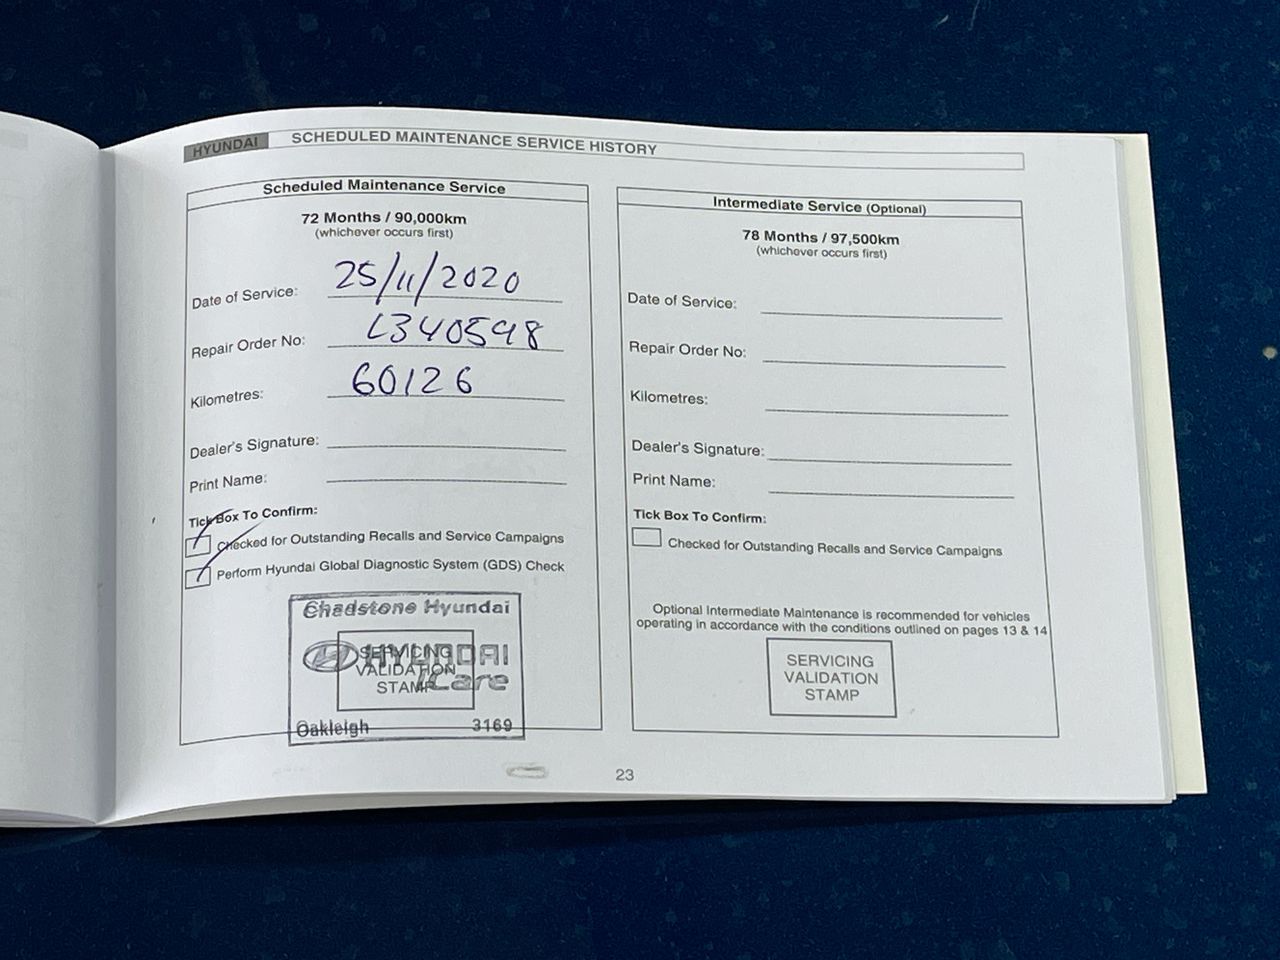 HYUNDAI SCHEDULED MAINTENANCE SERVICE HISTORY
Scheduled Maintenance Service
72 Months / 90,000km
(whichever occurs first)
Date of Service: 25/11/2020
Repair Order No: L340598
Kilometres: 60126
Dealer's Signature:
Print Name:
Tick Box To Confirm:
Checked for Outstanding Recalls and Service Campaigns
Perform Hyundai Global Diagnostic System (GDS) Check
Chadstone Hyundai
HYUNDAI
iCare
SERVICING
VALIDATION
STAMP
Oakleigh 3169
Intermediate Service (Optional)
78 Months / 97,500km
(whichever occurs first)
Date of Service:
Repair Order No:
Kilometres:
Dealer's Signature:
Print Name:
Tick Box To Confirm:
Checked for Outstanding Recalls and Service Campaigns
Optional Intermediate Maintenance is recommended for vehicles
operating in accordance with the conditions outlined on pages 13 & 14
SERVICING
VALIDATION
STAMP
23